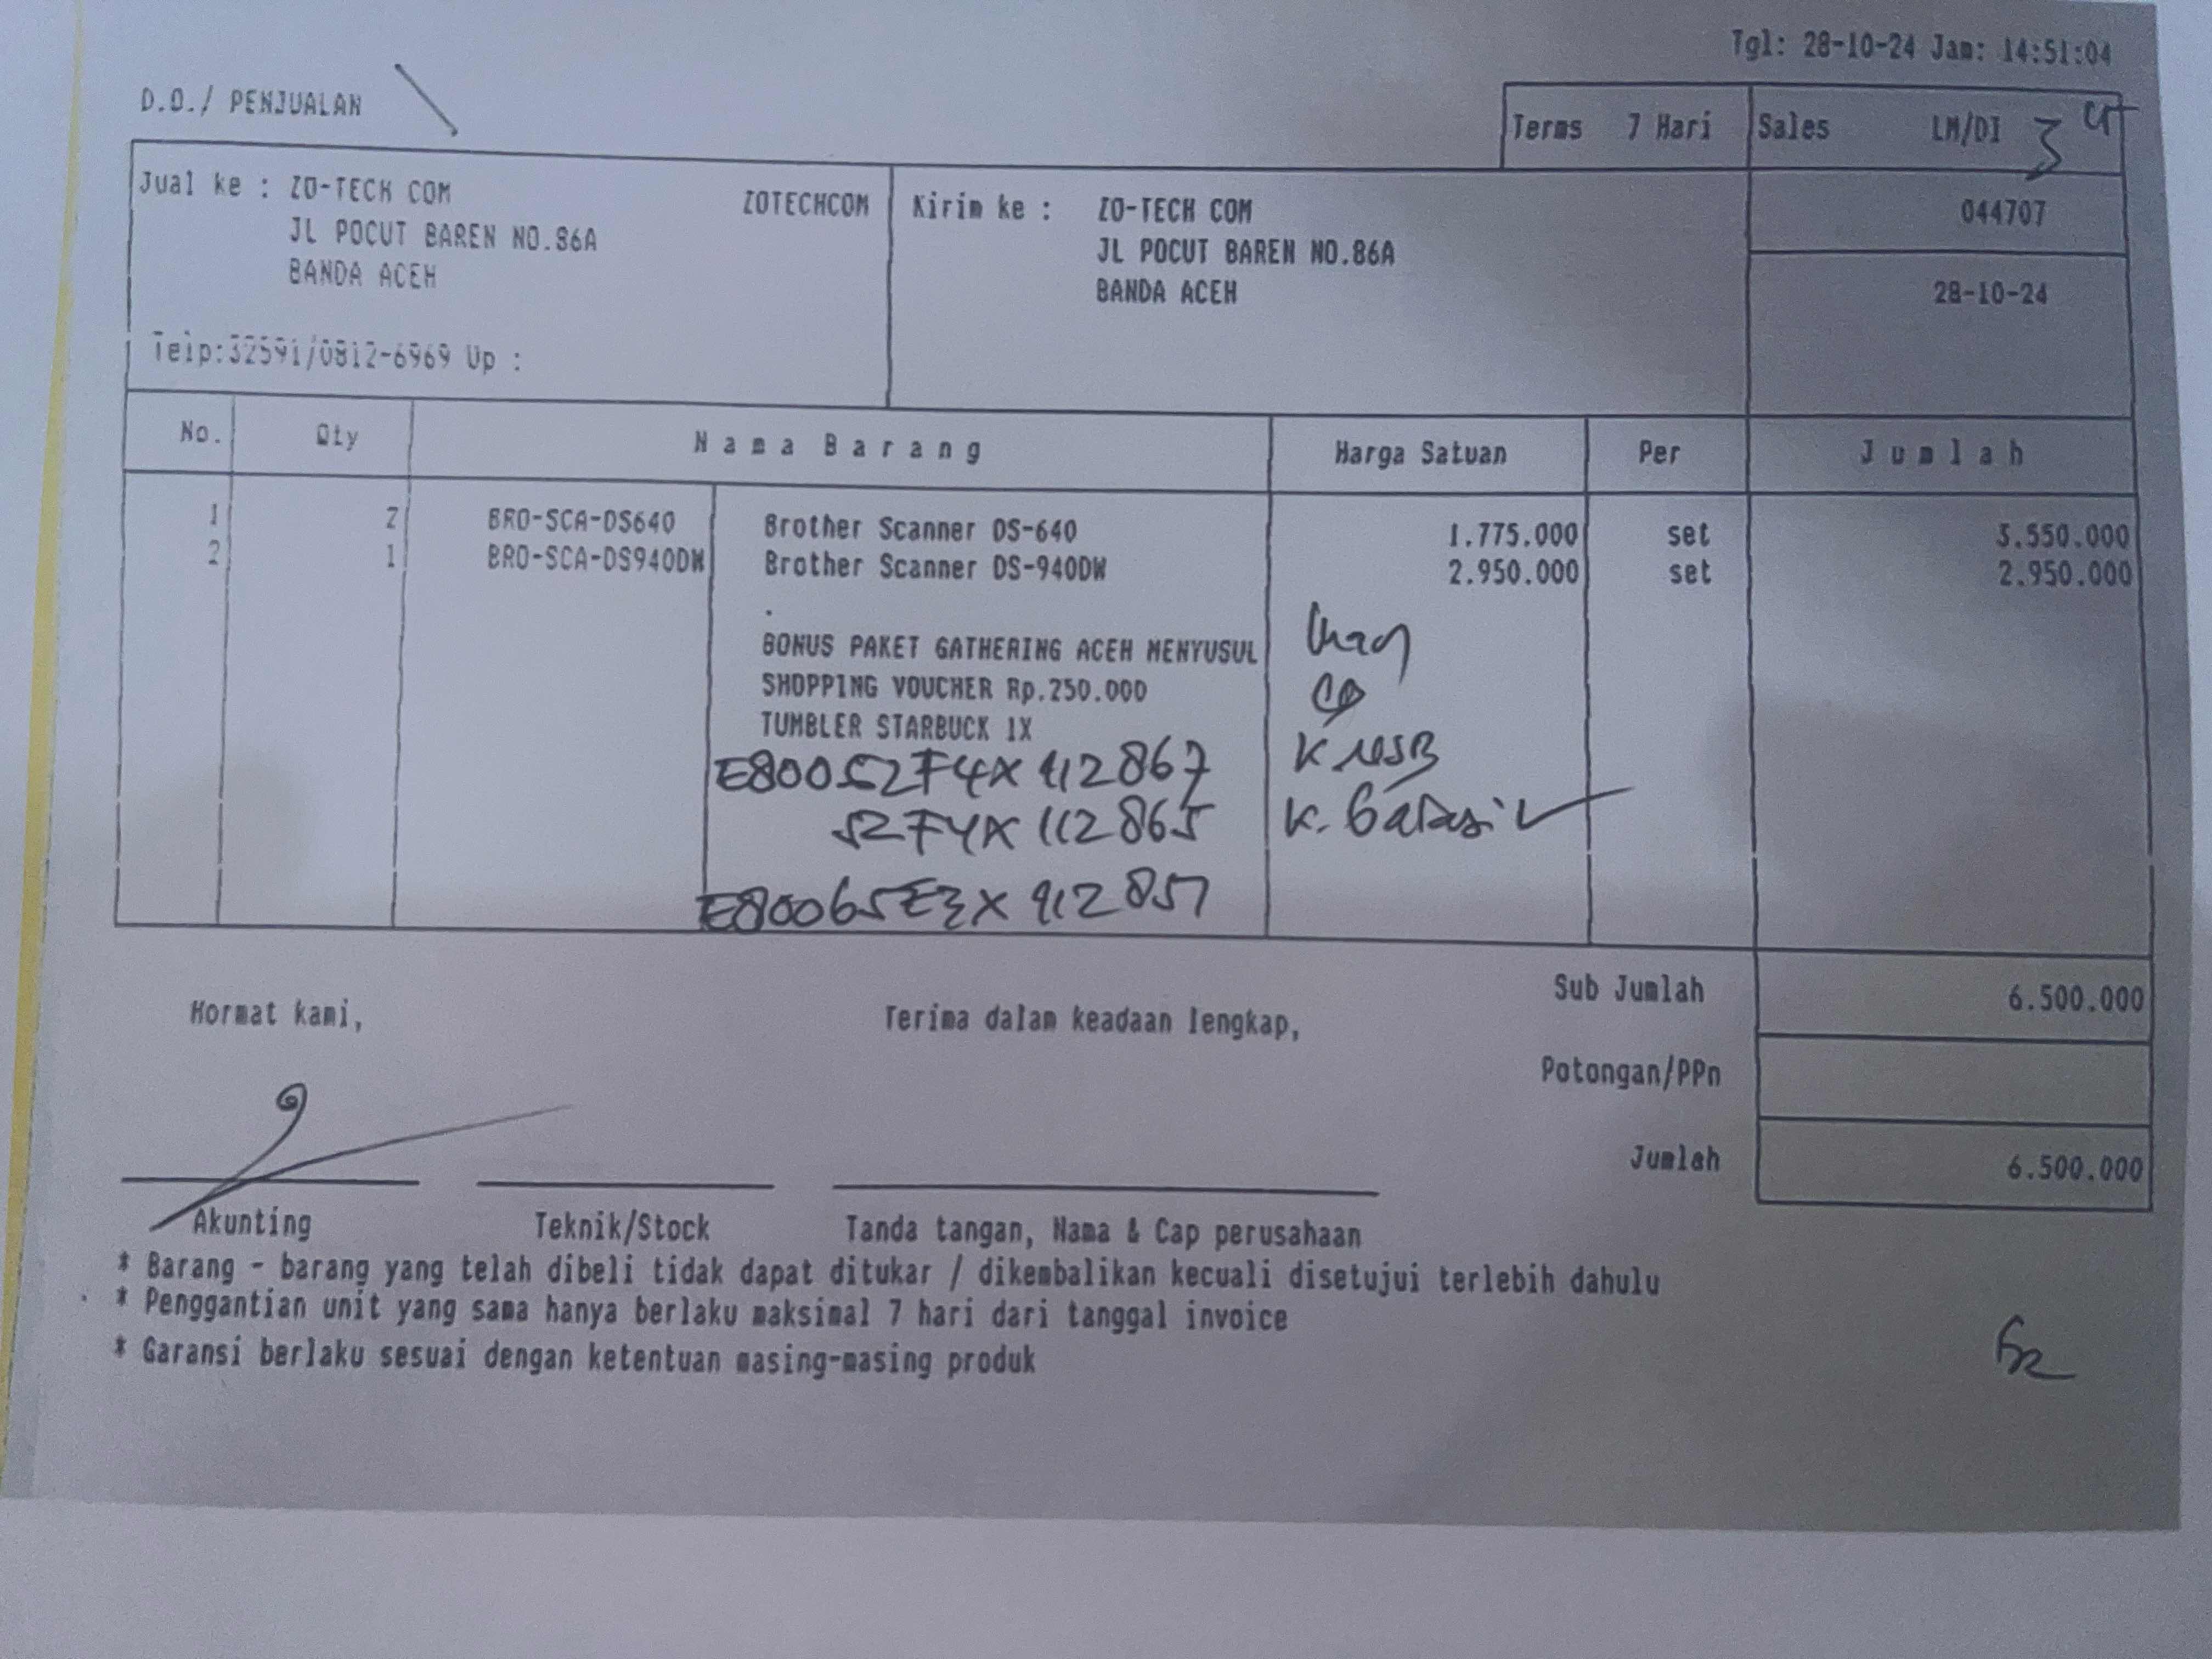 Tgl: 28-10-24 Jam: 14:51:04
D.O./ PENJUALAN
Terms 7 Hari Sales LM/DI
Jual ke : ZO-TECH COM ZOTECHCOM
JL POCUT BAREN NO.86A
BANDA ACEH
Telp:32591/0812-6969 Up :
Kirim ke : ZO-TECH COM
JL POCUT BAREN NO.86A
BANDA ACEH
044707
28-10-24
No. Qty Nama Barang Harga Satuan Per Jumlah
1 2 BRO-SCA-DS640 Brother Scanner DS-640 1.775.000 set 3.550.000
2 1 BRO-SCA-DS940DW Brother Scanner DS-940DW 2.950.000 set 2.950.000
.
BONUS PAKET GATHERING ACEH MENYUSUL
SHOPPING VOUCHER Rp.250.000
TUMBLER STARBUCK 1X
E80052F4X112867 K USB
52F4X112865 K.
E80065E3X112857
Sub Jumlah 6.500.000
Hormat kami, Terima dalam keadaan lengkap,
Potongan/PPn
Jumlah 6.500.000
Akunting Teknik/Stock Tanda tangan, Nama & Cap perusahaan
* Barang - barang yang telah dibeli tidak dapat ditukar / dikembalikan kecuali disetujui terlebih dahulu
* Penggantian unit yang sama hanya berlaku maksimal 7 hari dari tanggal invoice
* Garansi berlaku sesuai dengan ketentuan masing-masing produk